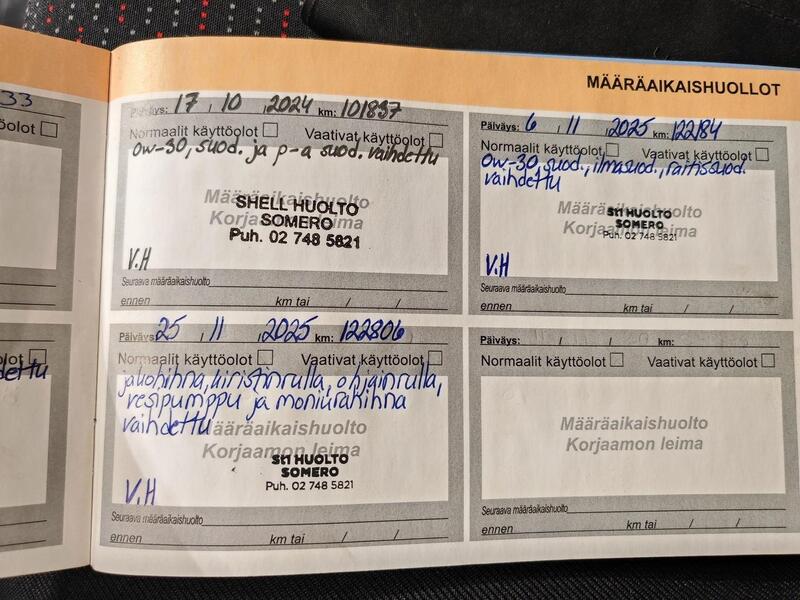 33
MÄÄRÄAIKAISHUOLLOT
olot
Päiväys: 17 , 10 , 2024 km: 101837
Normaalit käyttöolot Vaativat käyttöolot
0w-30, suod. ja p-a suod. vaihdettu
Määräaikaishuolto
Korjaamon leima
SHELL HUOLTO
SOMERO
Puh. 02 748 5821
V.H
Seuraava määräaikaishuolto
ennen km tai / /
Päiväys: 6 , 11 , 2025 km: 122184
Normaalit käyttöolot Vaativat käyttöolot
0w-30, suod., ilmasuod., raitissuod.
vaihdettu
Määräaikaishuolto
Korjaamon leima
St1 HUOLTO
SOMERO
Puh. 02 748 5821
V.H
Seuraava määräaikaishuolto
ennen km tai / /
olot
dettu
Päiväys: 25 , 11 , 2025 km: 122806
Normaalit käyttöolot Vaativat käyttöolot
jakohihna, kiristinrulla, ohjainrulla,
vesipumppu ja moniurahihna
vaihdettu
Määräaikaishuolto
Korjaamon leima
St1 HUOLTO
SOMERO
Puh. 02 748 5821
V.H
Seuraava määräaikaishuolto
ennen km tai / /
Päiväys: / / km:
Normaalit käyttöolot Vaativat käyttöolot
Määräaikaishuolto
Korjaamon leima
Seuraava määräaikaishuolto
ennen km tai / /